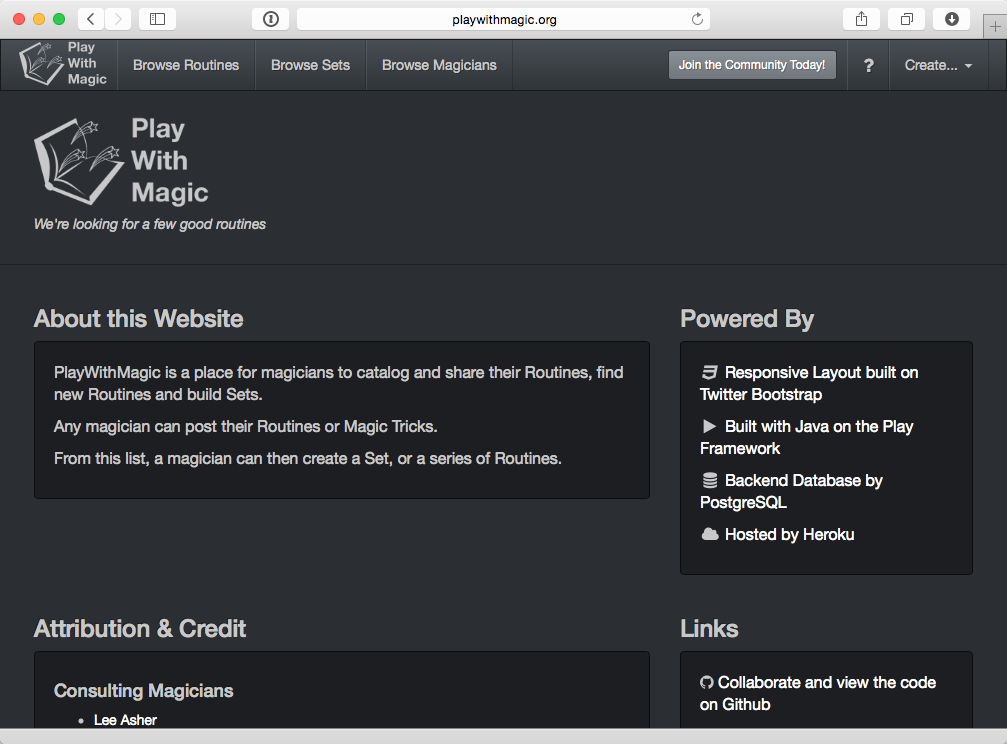 playwithmagic.org
Play
With
Magic
Browse Routines
Browse Sets
Browse Magicians
Join the Community Today!
?
Create...
Play
With
Magic
We're looking for a few good routines
About this Website
PlayWithMagic is a place for magicians to catalog and share their Routines, find
new Routines and build Sets.
Any magician can post their Routines or Magic Tricks.
From this list, a magician can then create a Set, or a series of Routines.
Powered By
Responsive Layout built on
Twitter Bootstrap
Built with Java on the Play
Framework
Backend Database by
PostgreSQL
Hosted by Heroku
Attribution & Credit
Consulting Magicians
• Lee Asher
Links
Collaborate and view the code
on Github